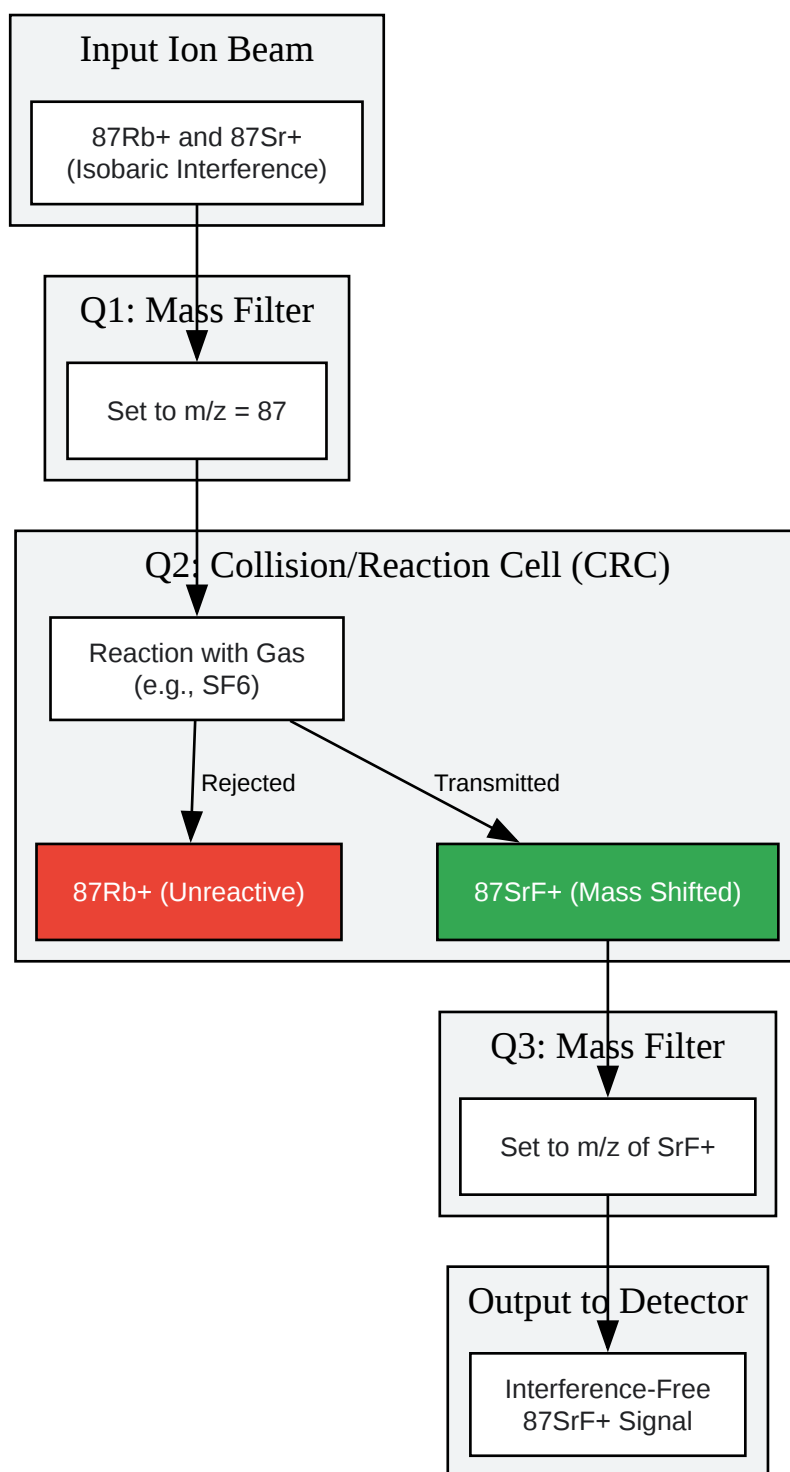 Input Ion Beam
87Rb+ and 87Sr+
(Isobaric Interference)
Q1: Mass Filter
Set to m/z = 87
Q2: Collision/Reaction Cell (CRC)
Reaction with Gas
(e.g., SF6)
Rejected
Transmitted
87Rb+ (Unreactive)
87SrF+ (Mass Shifted)
Q3: Mass Filter
Set to m/z of SrF+
Output to Detector
Interference-Free
87SrF+ Signal